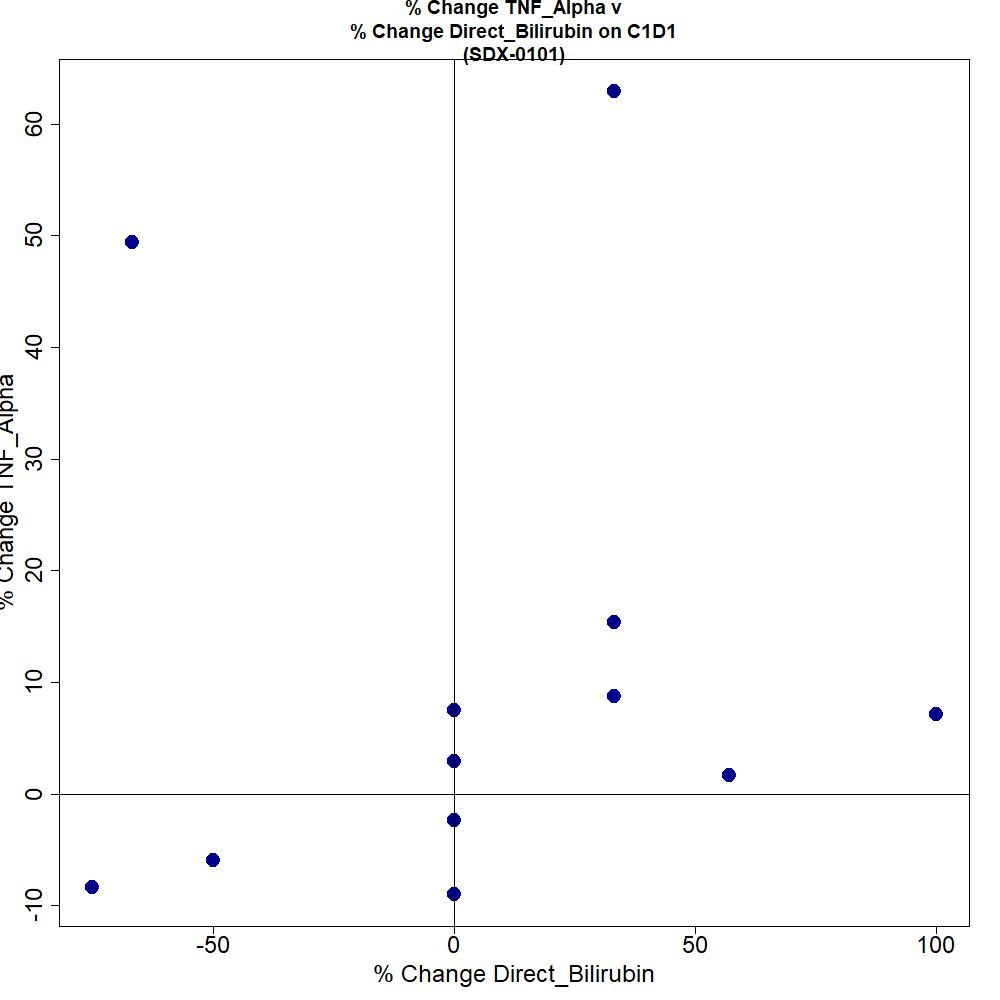 % Change TNF_Alpha v
% Change Direct_Bilirubin on C1D1
(SDX-0101)
60
50
40
30
20
10
0
-10
% Change TNF_Alpha
-50
0
50
100
% Change Direct_Bilirubin